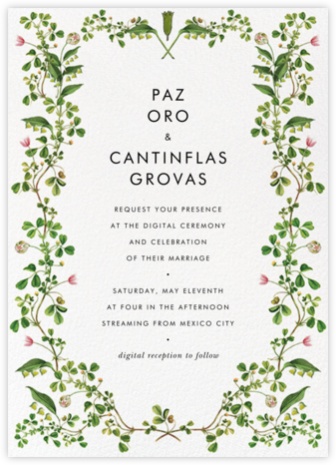 PAZ
ORO
&
CANTINFLAS
GROVAS
REQUEST YOUR PRESENCE
AT THE DIGITAL CEREMONY
AND CELEBRATION
OF THEIR MARRIAGE
•
SATURDAY, MAY ELEVENTH
AT FOUR IN THE AFTERNOON
STREAMING FROM MEXICO CITY
•
digital reception to follow